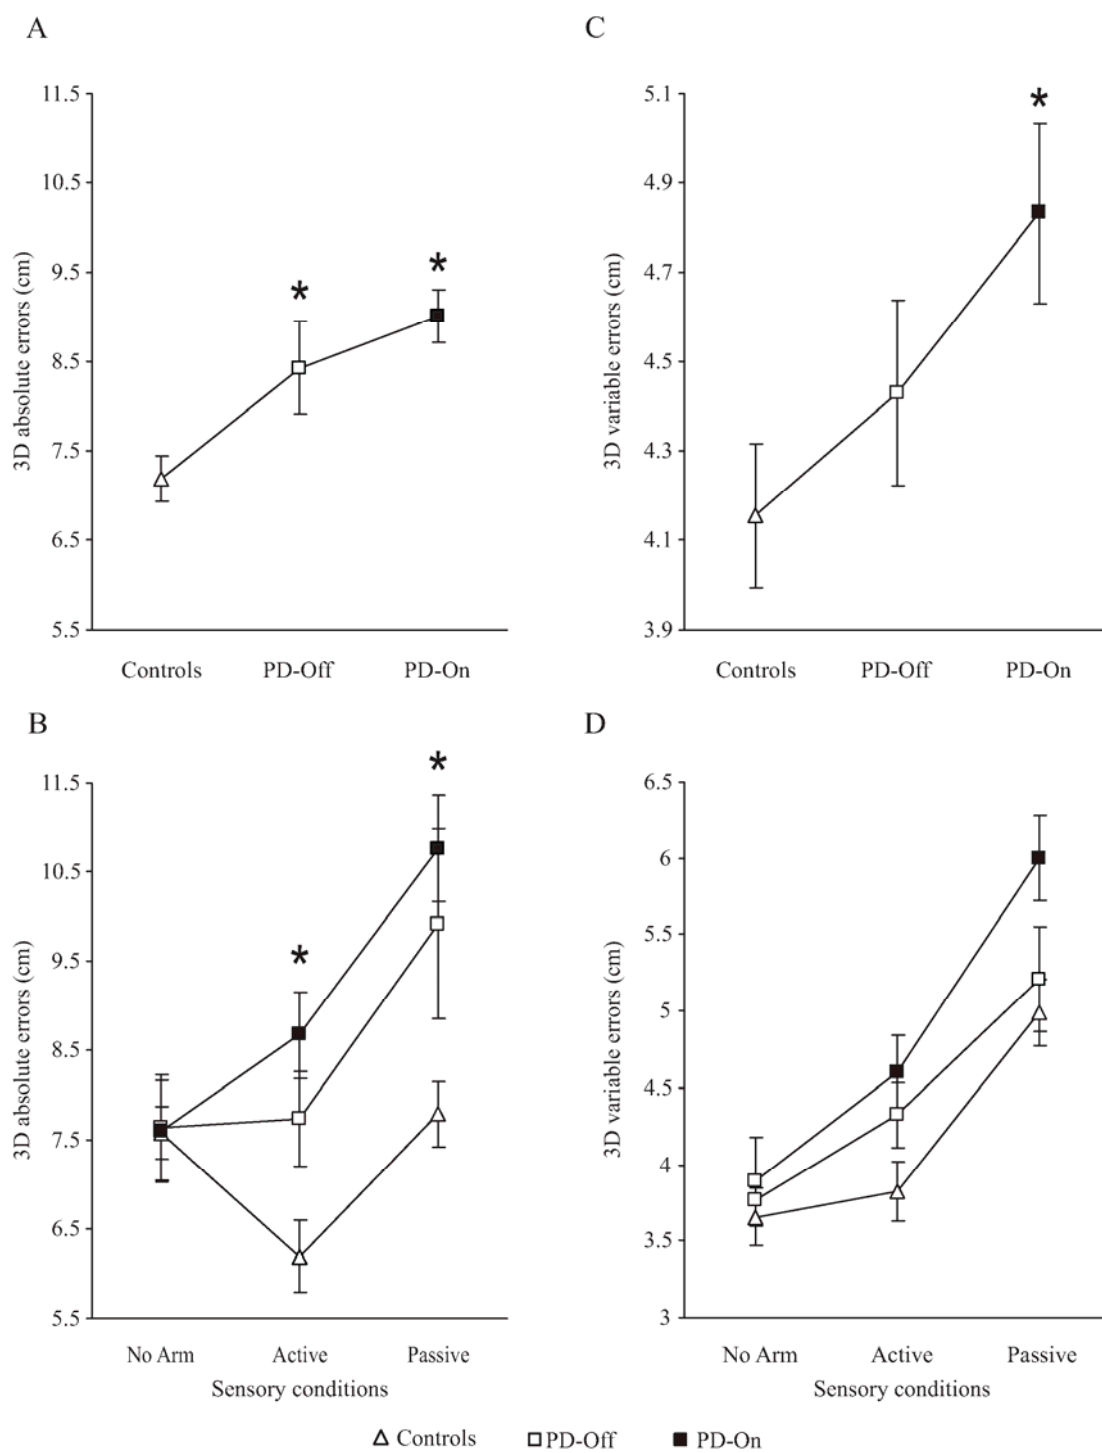 A
11.5
10.5
9.5
8.5
7.5
6.5
5.5
3D absolute errors (cm)
*
*
Controls PD-Off PD-On
C
5.1
4.9
4.7
4.5
4.3
4.1
3.9
3D variable errors (cm)
*
Controls PD-Off PD-On
B
11.5
10.5
9.5
8.5
7.5
6.5
5.5
3D absolute errors (cm)
*
*
No Arm Active Passive
Sensory conditions
D
6.5
6
5.5
5
4.5
4
3.5
3
3D variable errors (cm)
No Arm Active Passive
Sensory conditions
Controls PD-Off PD-On